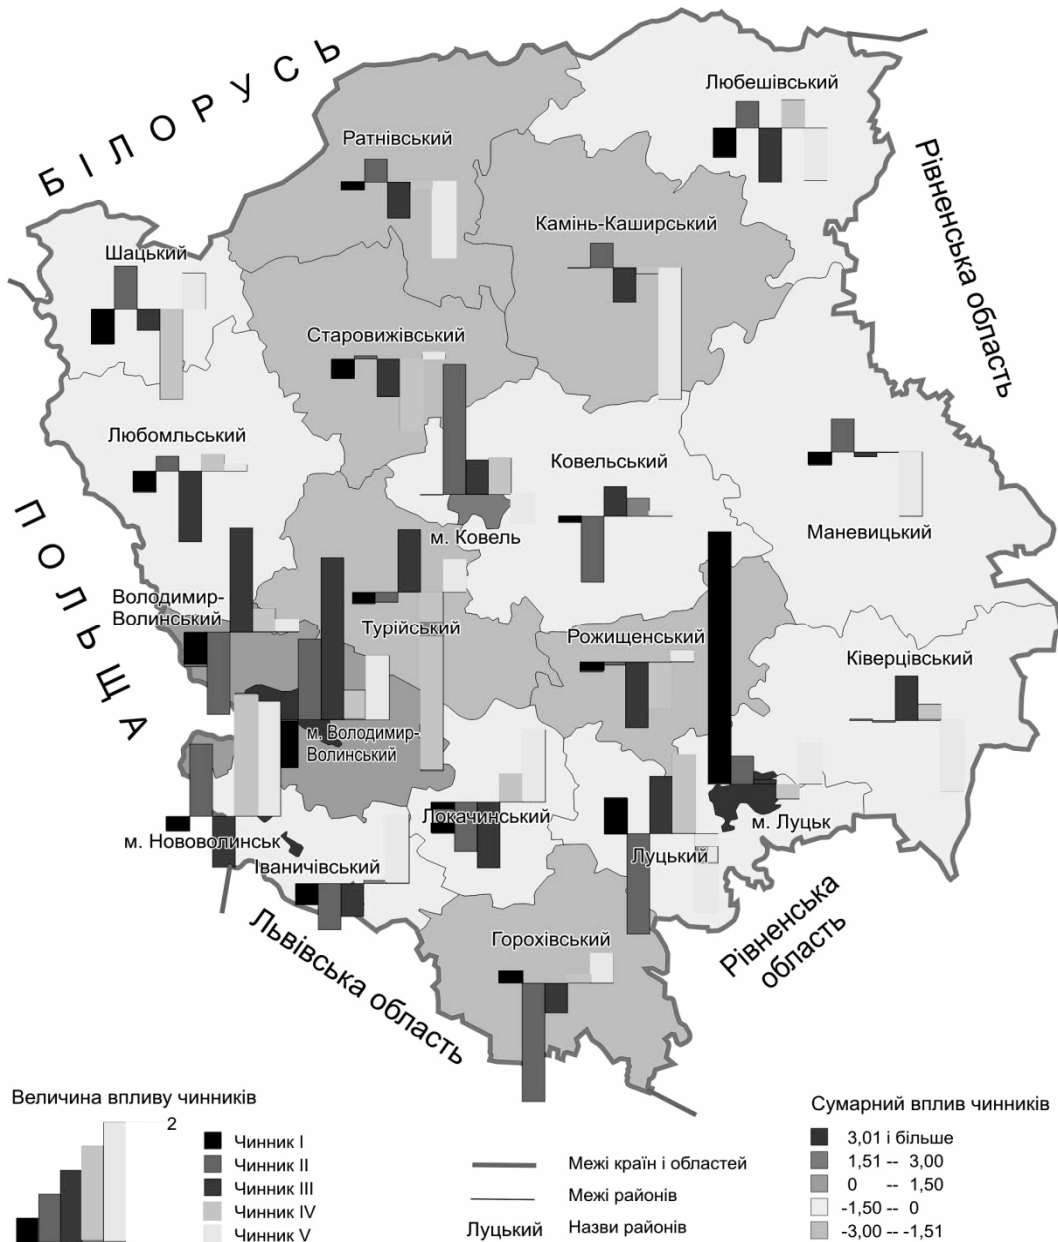 БІЛОРУСЬ
Любешівський
Ратнівський
Рівненська область
Камінь-Каширський
Шацький
Старовижівський
Любомльський
Ковельський
ПОЛЬЩА
м. Ковель
Маневицький
Володимир-
Волинський
Турійський
Рожищенський
Ківерцівський
м. Володимир-
Волинський
Локачинський
м. Луцьк
м. Нововолинськ
Іваничівський
Луцький
Львівська область
Горохівський
Рівненська
область
Величина впливу чинників
2
Чинник I
Чинник II
Чинник III
Чинник IV
Чинник V
Межі країн і областей
Межі районів
Луцький Назви районів
Сумарний вплив чинників
3,01 і більше
1,51 -- 3,00
0 -- 1,50
-1,50 -- 0
-3,00 -- -1,51